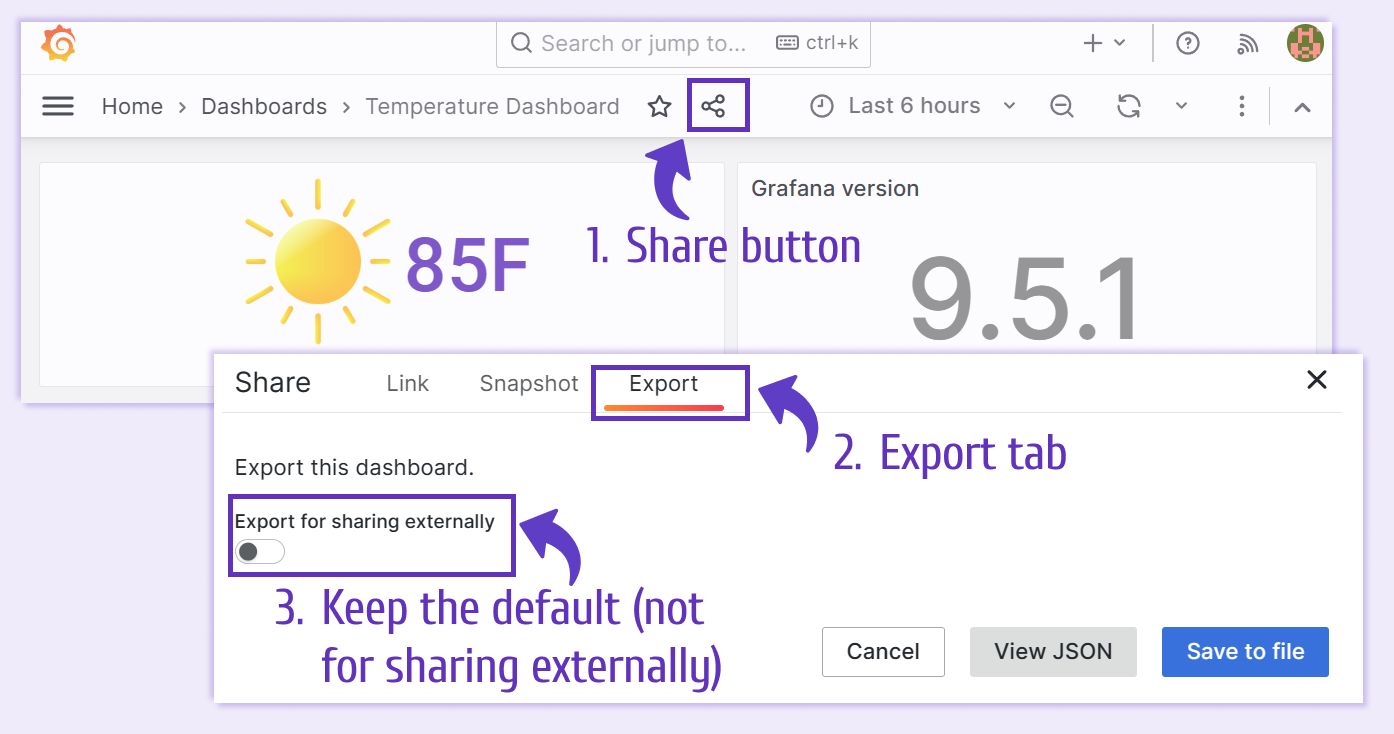 Search or jump to... ctrl+k
Home > Dashboards > Temperature Dashboard
Last 6 hours
Grafana version
1. Share button
85F
9.5.1
Share
Link
Snapshot
Export
2. Export tab
Export this dashboard.
Export for sharing externally
3. Keep the default (not
for sharing externally)
Cancel
View JSON
Save to file